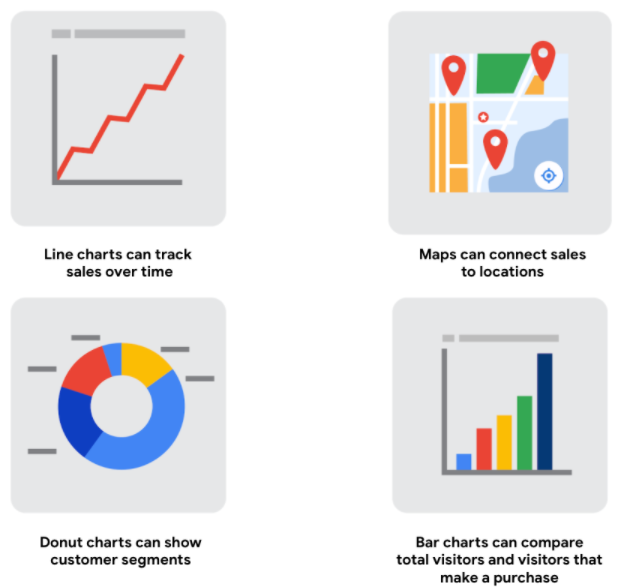 Line charts can track
sales over time
Maps can connect sales
to locations
Donut charts can show
customer segments
Bar charts can compare
total visitors and visitors that
make a purchase